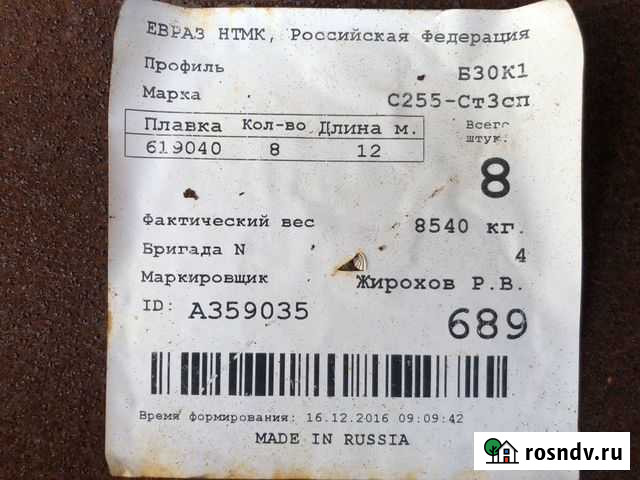 ЕВРАЗ НТМК, Российская Федерация
Профиль Б30К1
Марка С255-Ст3сп
Плавка Кол-во Длина м. Всего штук.
619040 8 12 8
Фактический вес 8540 кг.
Бригада N 4
Маркировщик Жирохов Р.В.
ID: A359035 689
Время формирования: 16.12.2016 09:09:42
MADE IN RUSSIA
rosndv.ru